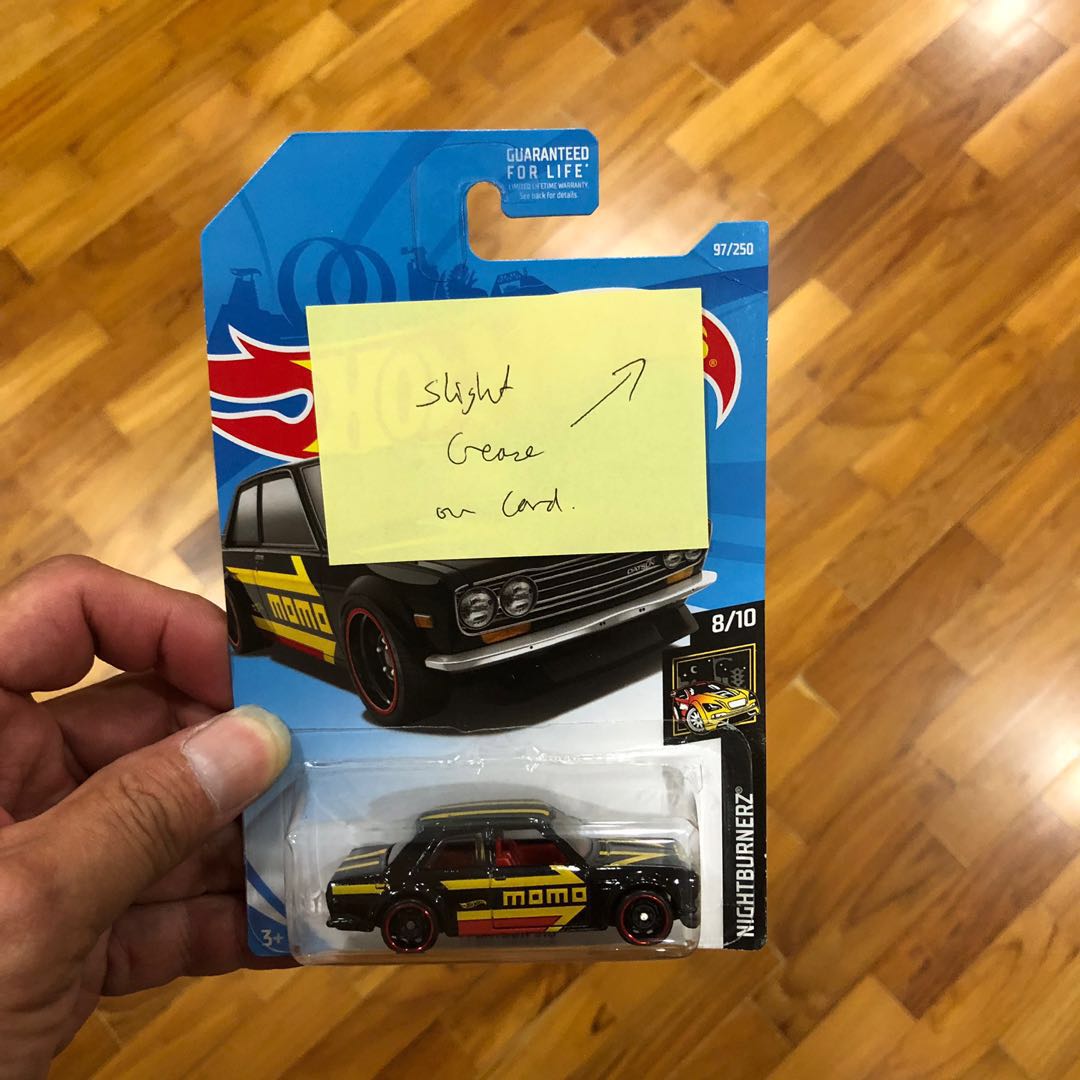 GUARANTEED
FOR LIFE*
LIMITED LIFETIME WARRANTY.
See back for details.
97/250
slight
Crease
on Card.
DATSUN
momo
8/10
momo
NIGHTBURNERZ®
3+